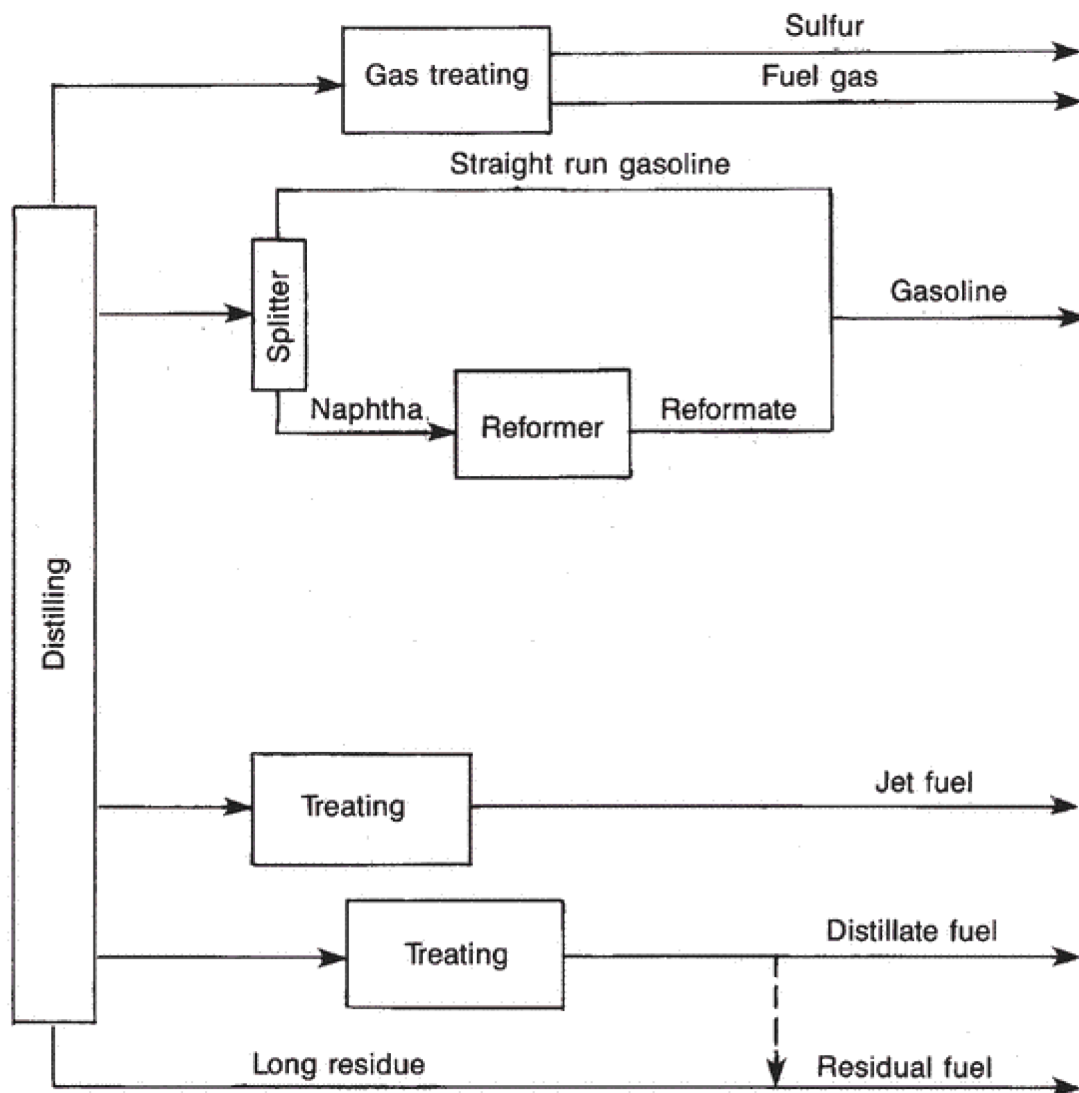 Sulfur
Gas treating
Fuel gas
Straight run gasoline
Splitter
Gasoline
Naphtha
Reformer
Reformate
Distilling
Treating
Jet fuel
Treating
Distillate fuel
Long residue
Residual fuel